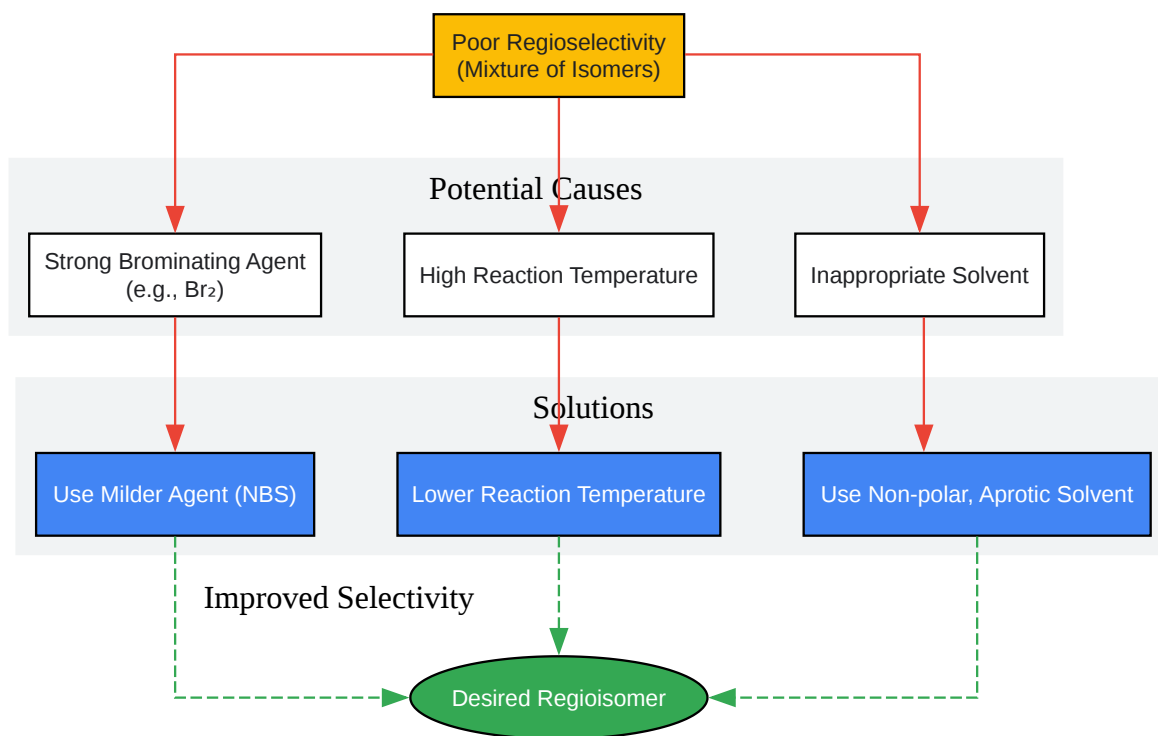 Poor Regioselectivity
(Mixture of Isomers)
Potential Causes
Strong Brominating Agent
(e.g., Br₂)
High Reaction Temperature
Inappropriate Solvent
Solutions
Use Milder Agent (NBS)
Lower Reaction Temperature
Use Non-polar, Aprotic Solvent
Improved Selectivity
Desired Regioisomer